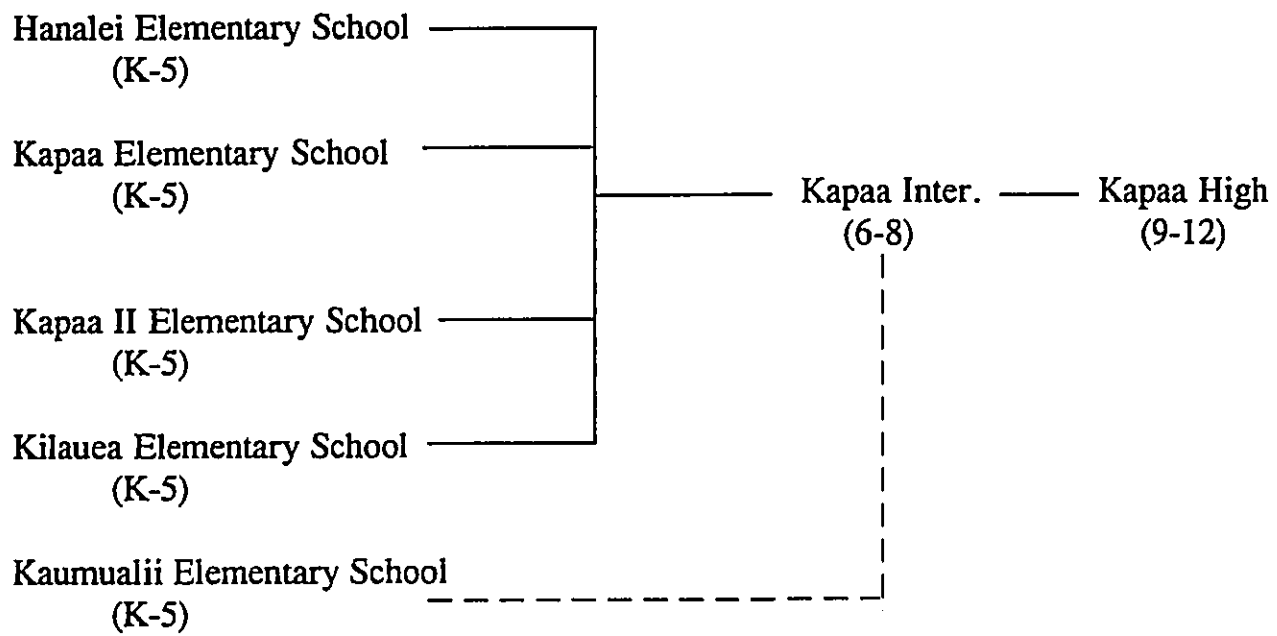 Hanalei Elementary School
(K-5)
Kapaa Elementary School
(K-5)
Kapaa Inter. Kapaa High
(6-8) (9-12)
Kapaa II Elementary School
(K-5)
Kilauea Elementary School
(K-5)
Kaumualii Elementary School
(K-5)